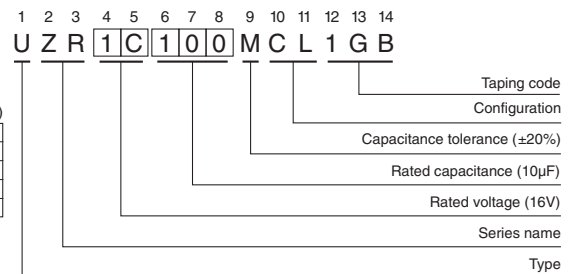 1 2 3 4 5 6 7 8 9 10 11 12 13 14
U Z R 1 C 1 0 0 M C L 1 G B
Taping code
Configuration
)
Capacitance tolerance (±20%)
Rated capacitance (10µF)
Rated voltage (16V)
Series name
Type